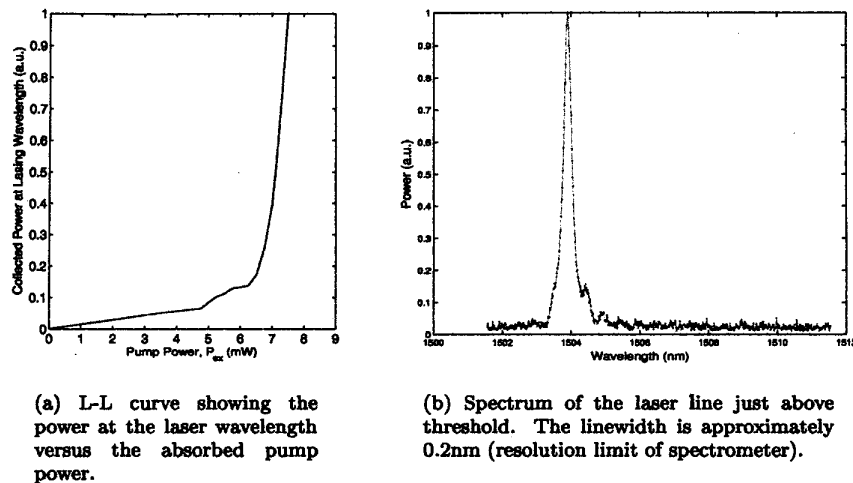 1
0.9
0.8
0.7
0.6
0.5
0.4
0.3
0.2
0.1
0
Collected Power at Lasing Wavelength (a.u.)
0 1 2 3 4 5 6 7 8 9
Pump Power, P_ex (mW)
(a) L-L curve showing the
power at the laser wavelength
versus the absorbed pump
power.
1
0.9
0.8
0.7
0.6
0.5
0.4
0.3
0.2
0.1
0
Power (a.u.)
1500 1502 1504 1506 1508 1510 1512
Wavelength (nm)
(b) Spectrum of the laser line just above
threshold. The linewidth is approximately
0.2nm (resolution limit of spectrometer).